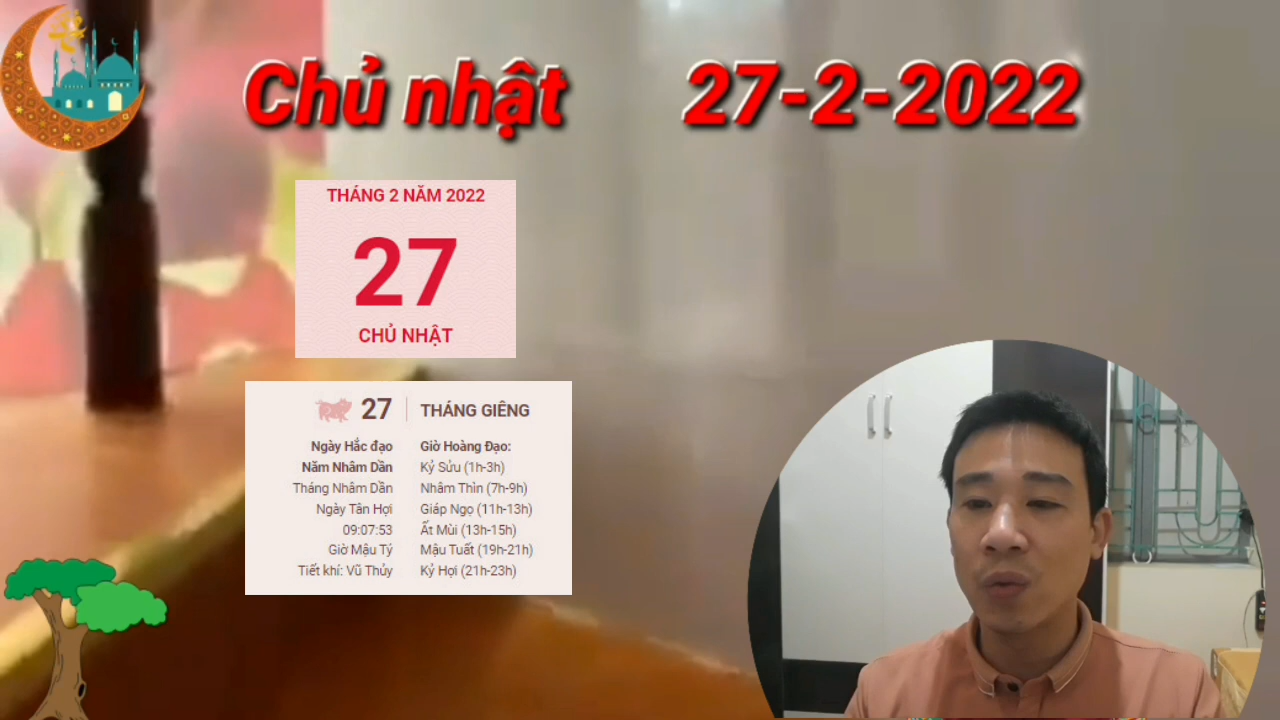 Chủ nhật 27-2-2022
THÁNG 2 NĂM 2022
27
CHỦ NHẬT
27 THÁNG GIÊNG
Ngày Hắc đạo
Năm Nhâm Dần
Tháng Nhâm Dần
Ngày Tân Hợi
09:07:53
Giờ Mậu Tý
Tiết khí: Vũ Thủy
Giờ Hoàng Đạo:
Kỷ Sửu (1h-3h)
Nhâm Thìn (7h-9h)
Giáp Ngọ (11h-13h)
Ất Mùi (13h-15h)
Mậu Tuất (19h-21h)
Kỷ Hợi (21h-23h)